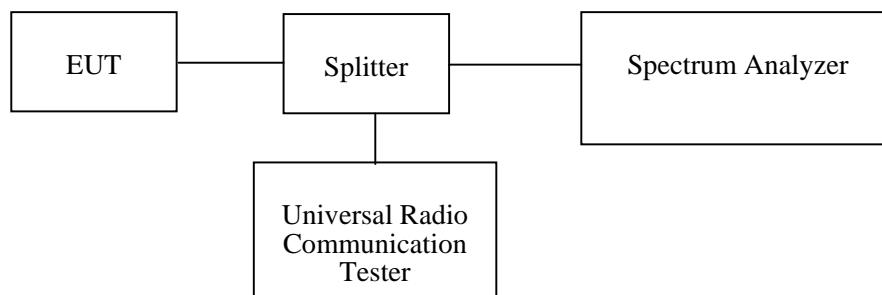 EUT
Splitter
Spectrum Analyzer
Universal Radio
Communication
Tester